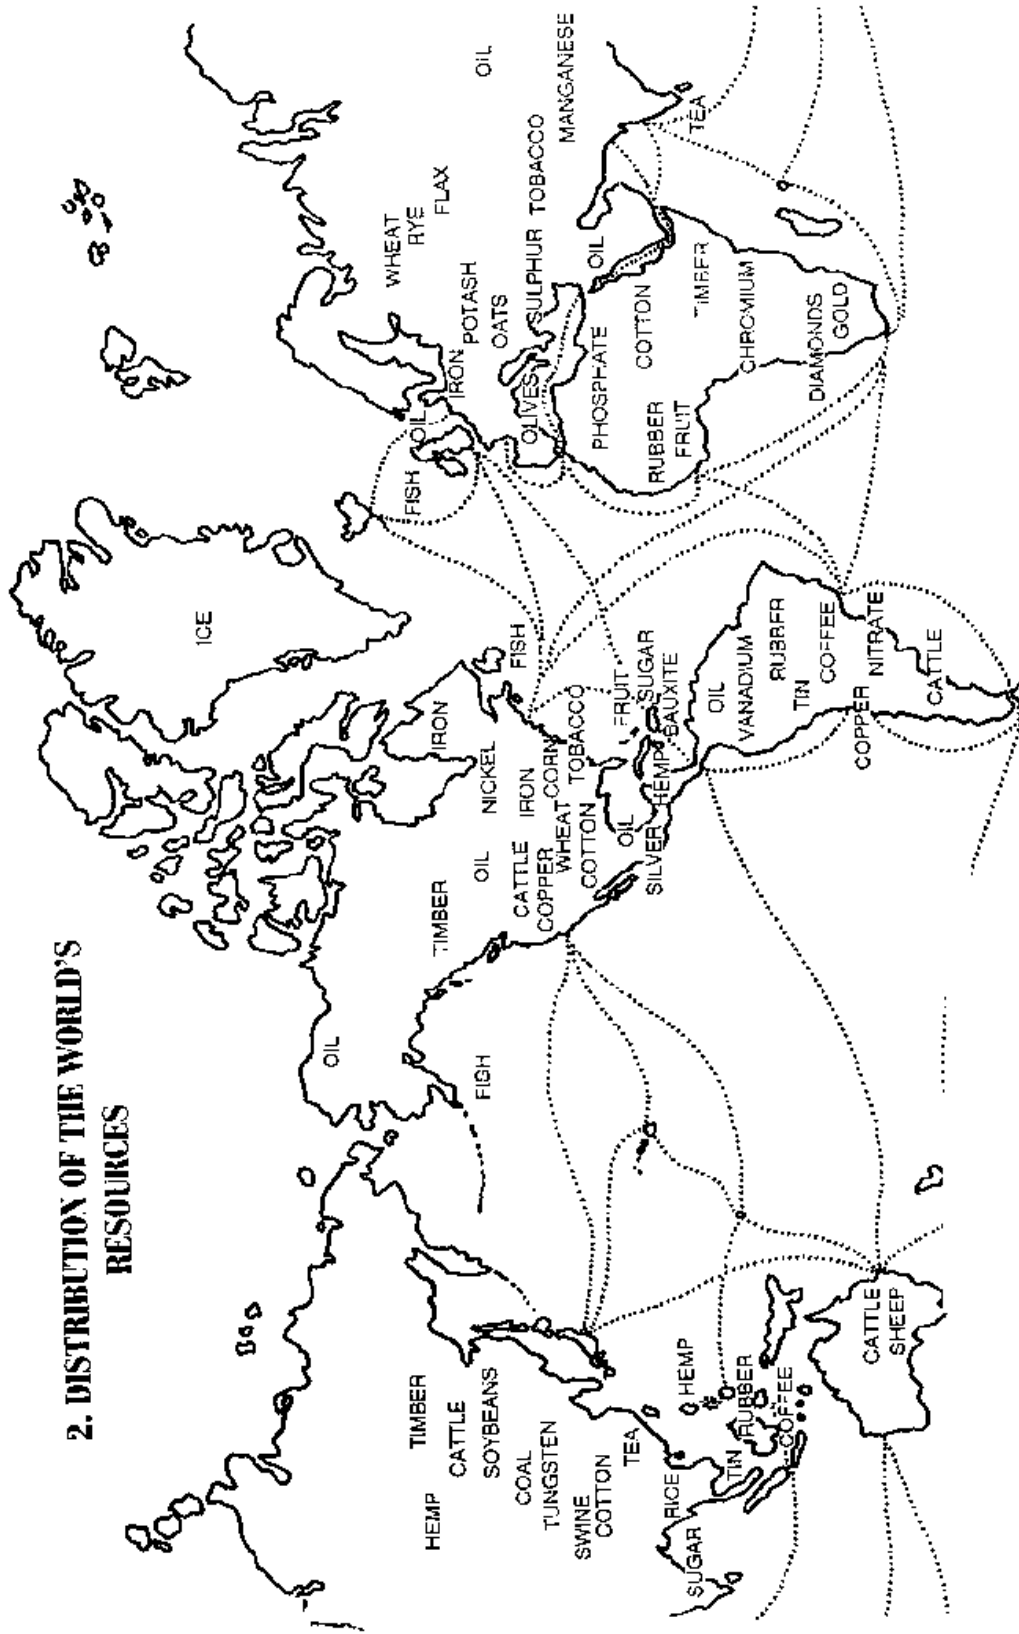 2. DISTRIBUTION OF THE WORLD'S
RESOURCES
ICE
OIL
TIMBER
FISH
OIL
NICKEL
IRON
FISH
CATTLE
COPPER
IRON
WHEAT
CORN
COTTON
TOBACCO
OIL
FRUIT
SILVER
HEMP
SUGAR
BAUXITE
OIL
VANADIUM
RUBBER
TIN
COFFEE
COPPER
NITRATE
CATTLE
HEMP
TIMBER
CATTLE
SOYBEANS
COAL
TUNGSTEN
SWINE
COTTON
TEA
RICE
SUGAR
HEMP
TIN
RUBBER
COFFEE
CATTLE
SHEEP
FISH
OIL
IRON
WHEAT
RYE
FLAX
POTASH
OATS
OIL
OLIVES
SULPHUR
TOBACCO
MANGANESE
PHOSPHATE
OIL
COTTON
RUBBER
FRUIT
TIMBER
TEA
CHROMIUM
DIAMONDS
GOLD